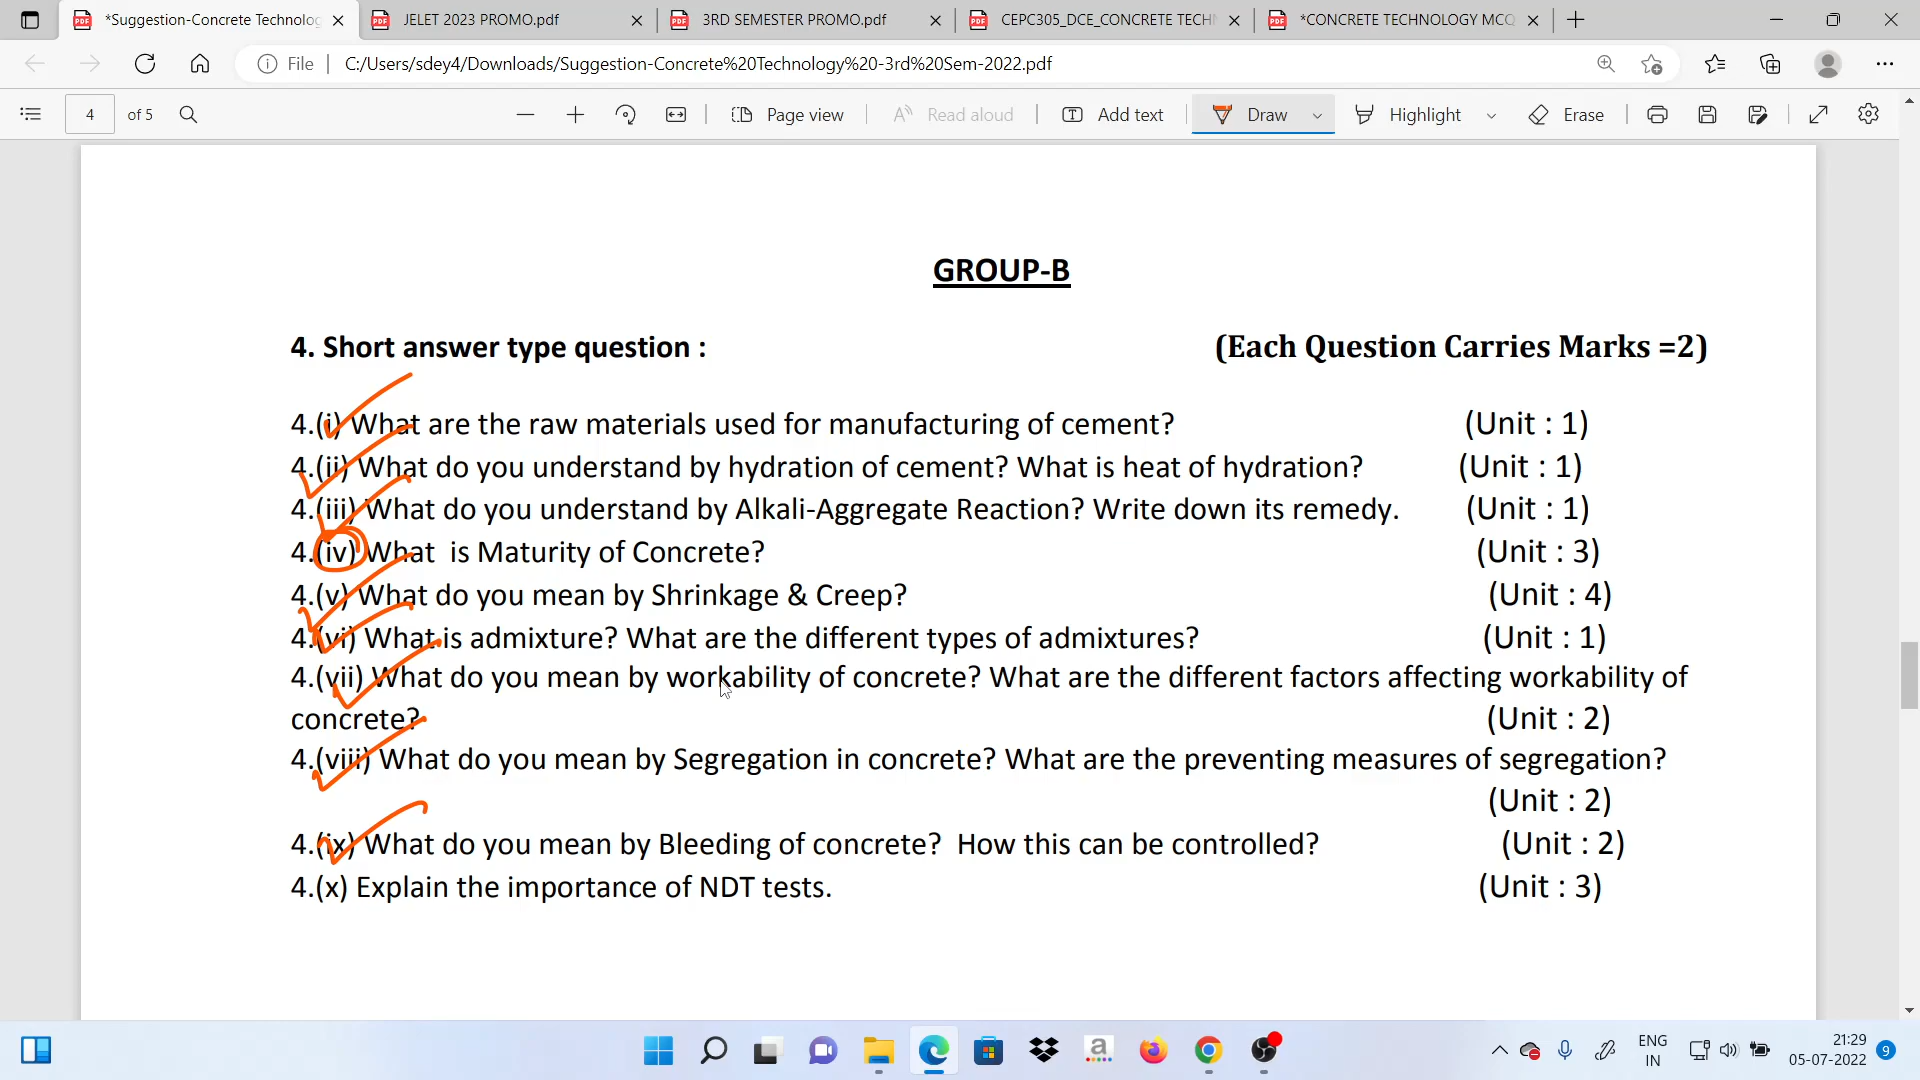 *Suggestion-Concrete Technolog
JELET 2023 PROMO.pdf
3RD SEMESTER PROMO.pdf
CEPC305_DCE_CONCRETE TECH
*CONCRETE TECHNOLOGY MCQ
File
C:/Users/sdey4/Downloads/Suggestion-Concrete%20Technology%20-3rd%20Sem-2022.pdf
4 of 5
Page view
Read aloud
Add text
Draw
Highlight
Erase
GROUP-B
4. Short answer type question : (Each Question Carries Marks =2)
4.(i) What are the raw materials used for manufacturing of cement? (Unit : 1)
4.(ii) What do you understand by hydration of cement? What is heat of hydration? (Unit : 1)
4.(iii) What do you understand by Alkali-Aggregate Reaction? Write down its remedy. (Unit : 1)
4.(iv) What is Maturity of Concrete? (Unit : 3)
4.(v) What do you mean by Shrinkage & Creep? (Unit : 4)
4.(vi) What is admixture? What are the different types of admixtures? (Unit : 1)
4.(vii) What do you mean by workability of concrete? What are the different factors affecting workability of
concrete? (Unit : 2)
4.(viii) What do you mean by Segregation in concrete? What are the preventing measures of segregation?
(Unit : 2)
4.(ix) What do you mean by Bleeding of concrete? How this can be controlled? (Unit : 2)
4.(x) Explain the importance of NDT tests. (Unit : 3)
ENG
IN
21:29
05-07-2022
9